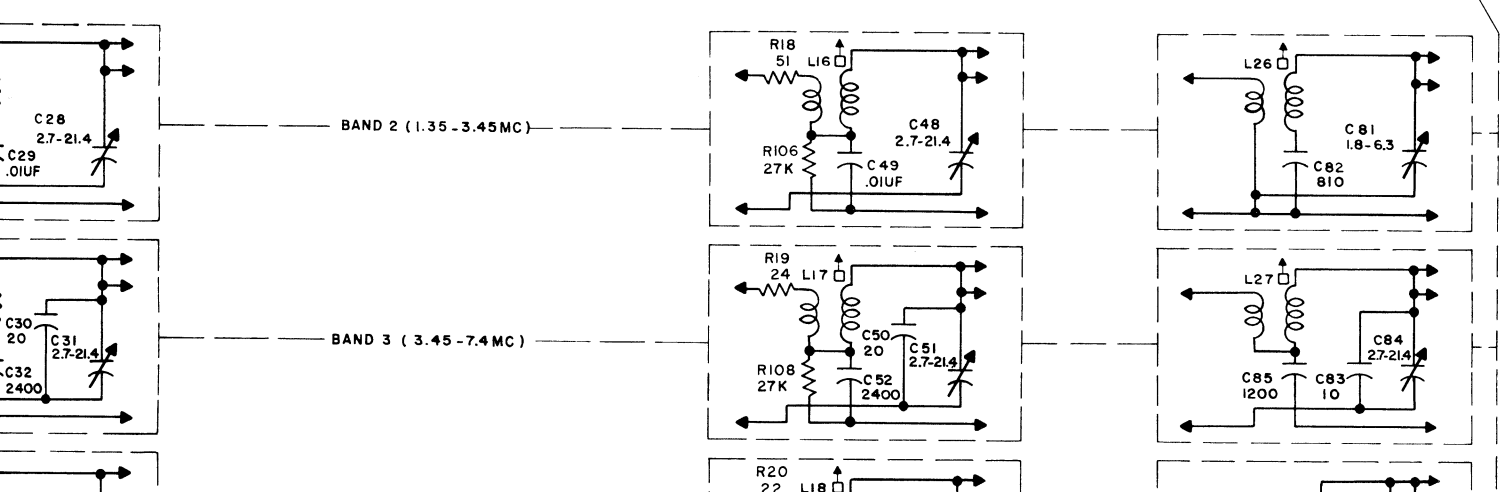 C28
2.7-21.4
C29
.01UF
BAND 2 (1.35-3.45MC)
R18
51
L16
C48
2.7-21.4
R106
27K
C49
.01UF
L26
C81
1.8-6.3
C82
810
C30
20
C31
2.7-21.4
C32
2400
BAND 3 (3.45-7.4MC)
R19
24
L17
C50
20
C51
2.7-21.4
R108
27K
C52
2400
L27
C84
2.7-21.4
C85
1200
C83
10
R20
22
L18